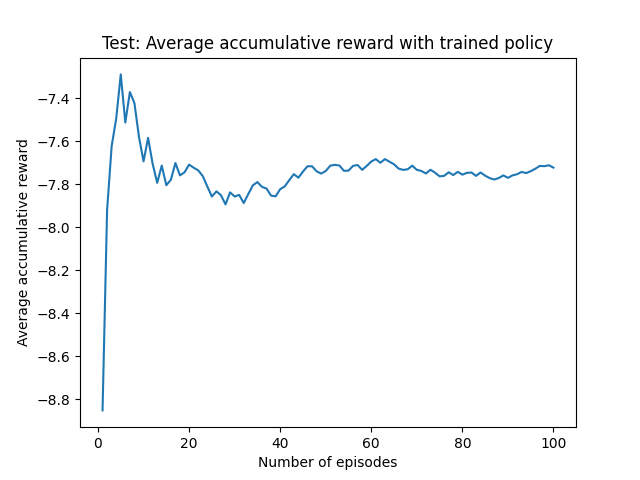 Test: Average accumulative reward with trained policy
Average accumulative reward
−7.4
−7.6
−7.8
−8.0
−8.2
−8.4
−8.6
−8.8
0 20 40 60 80 100
Number of episodes